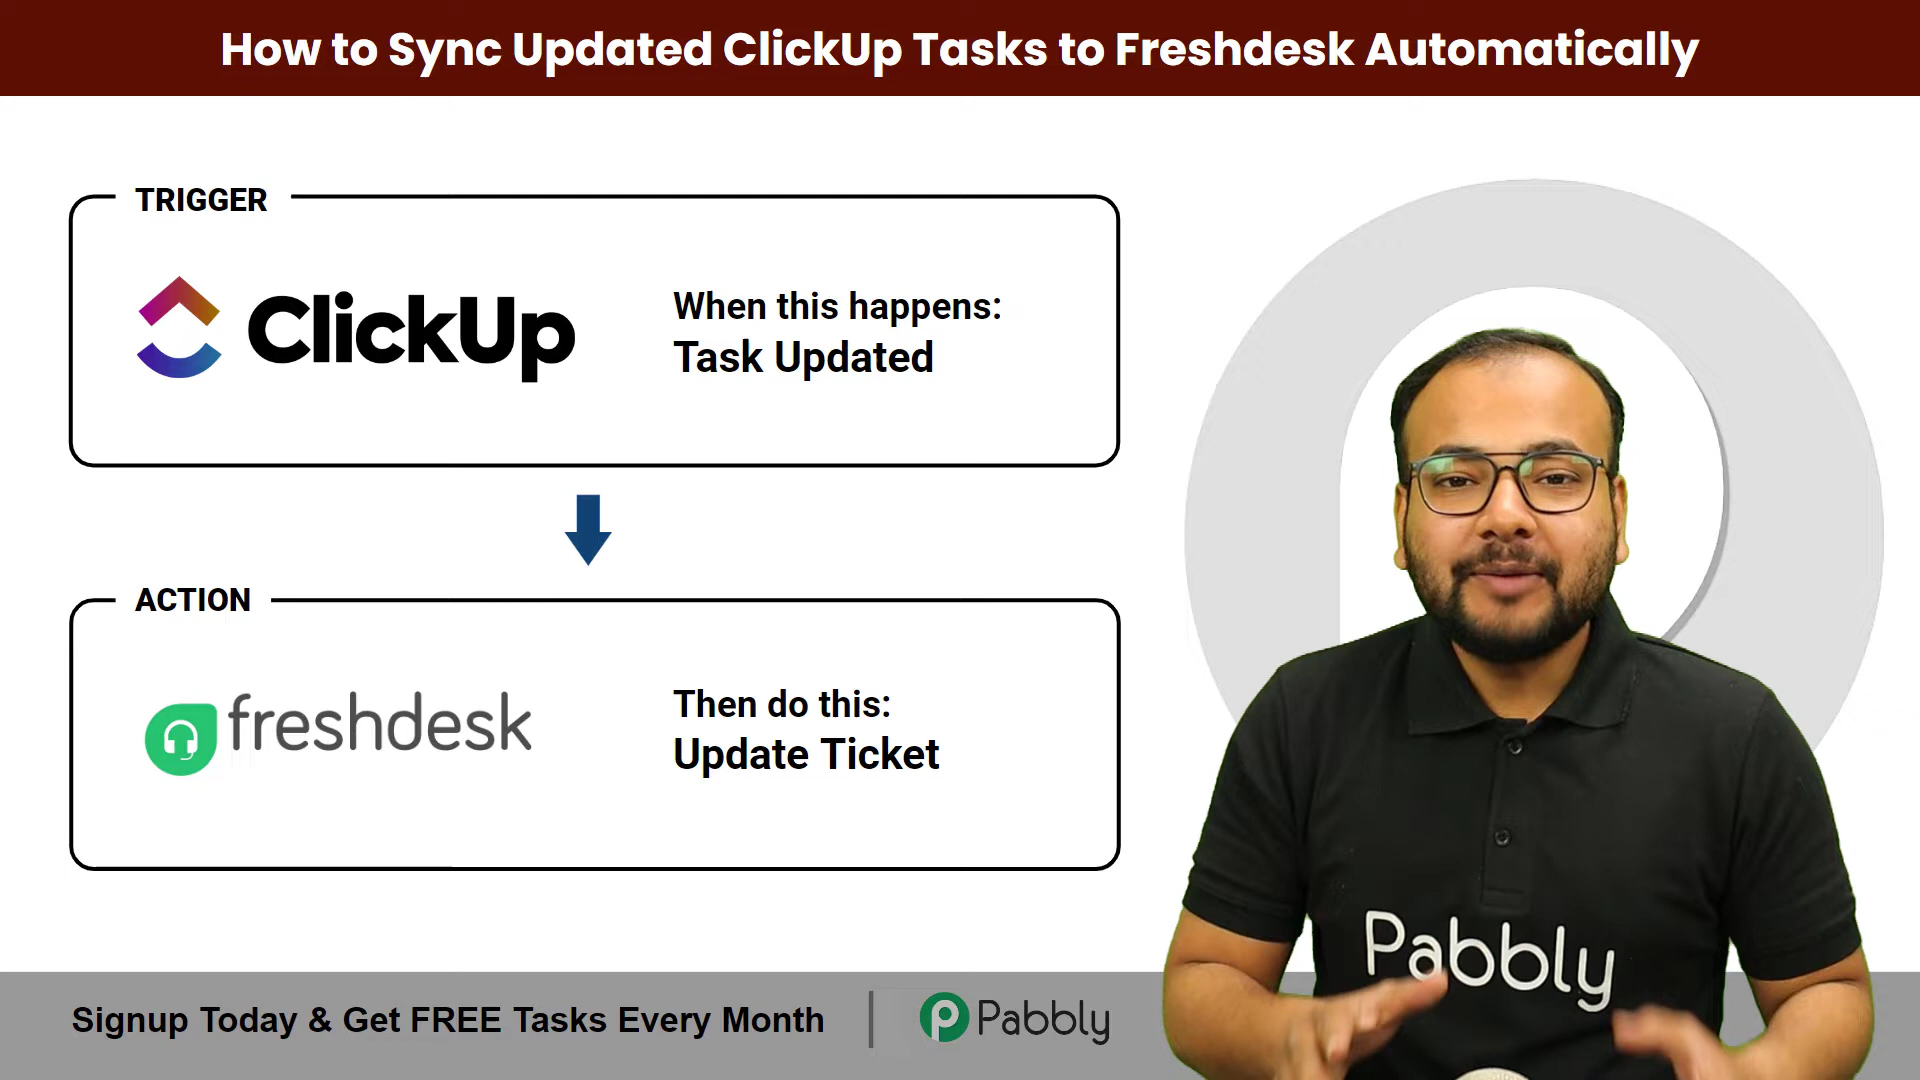 How to Sync Updated ClickUp Tasks to Freshdesk Automatically
TRIGGER
ClickUp
When this happens:
Task Updated
ACTION
freshdesk
Then do this:
Update Ticket
Pabbly
Signup Today & Get FREE Tasks Every Month
Pabbly